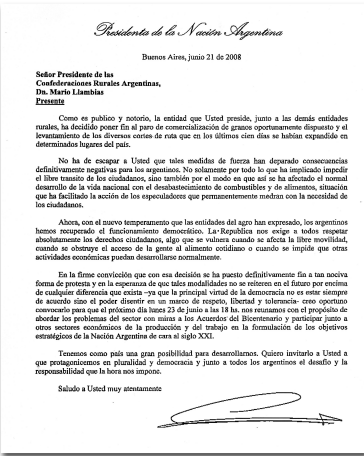 Presidenta de la Nación Argentina
Buenos Aires, junio 21 de 2008
Señor Presidente de las
Confederaciones Rurales Argentinas,
Dn. Mario Llambias
Presente
Como es publico y notorio, la entidad que Usted preside, junto a las demás entidades
rurales, ha decidido poner fin al paro de comercialización de granos oportunamente dispuesto y el
levantamiento de los diversos cortes de ruta que en los últimos cien días se habían expandido en
determinados lugares del país.
No ha de escapar a Usted que tales medidas de fuerza han deparado consecuencias
definitivamente negativas para los argentinos. No solamente por todo lo que ha implicado impedir
el libre transito de los ciudadanos, sino también por el modo en que así se ha afectado el normal
desarrollo de la vida nacional con el desabastecimiento de combustibles y de alimentos, situación
que ha facilitado la acción de los especuladores que permanentemente medran con la necesidad de
los ciudadanos.
Ahora, con el nuevo temperamento que las entidades del agro han expresado, los argentinos
hemos recuperado el funcionamiento democrático. La Republica nos exige a todos respetar
absolutamente los derechos ciudadanos, algo que se vulnera cuando se afecta la libre movilidad,
cuando se obstruye el acceso de la gente al alimento cotidiano o cuando se impide que otras
actividades económicas puedan desarrollarse normalmente.
En la firme convicción que con esa decisión se ha puesto definitivamente fin a tan nociva
forma de protesta y en la esperanza de que tales modalidades no se reiteren en el futuro por encima
de cualquier diferencia que exista –ya que la principal virtud de la democracia no es estar siempre
de acuerdo sino el poder disentir en un marco de respeto, libertad y tolerancia- creo oportuno
convocarlo para que el próximo día lunes 23 de junio a las 18 hs. nos reunamos con el propósito de
abordar los problemas del sector con miras a los Acuerdos del Bicentenario y participar junto a
otros sectores económicos de la producción y del trabajo en la formulación de los objetivos
estratégicos de la Nación Argentina de cara al siglo XXI.
Tenemos como país una gran posibilidad para desarrollarnos. Quiero invitarlo a Usted a
que protagonicemos en pluralidad y democracia y junto a todos los argentinos el desafío y la
responsabilidad que la hora nos impone.
Saludo a Usted muy atentamente